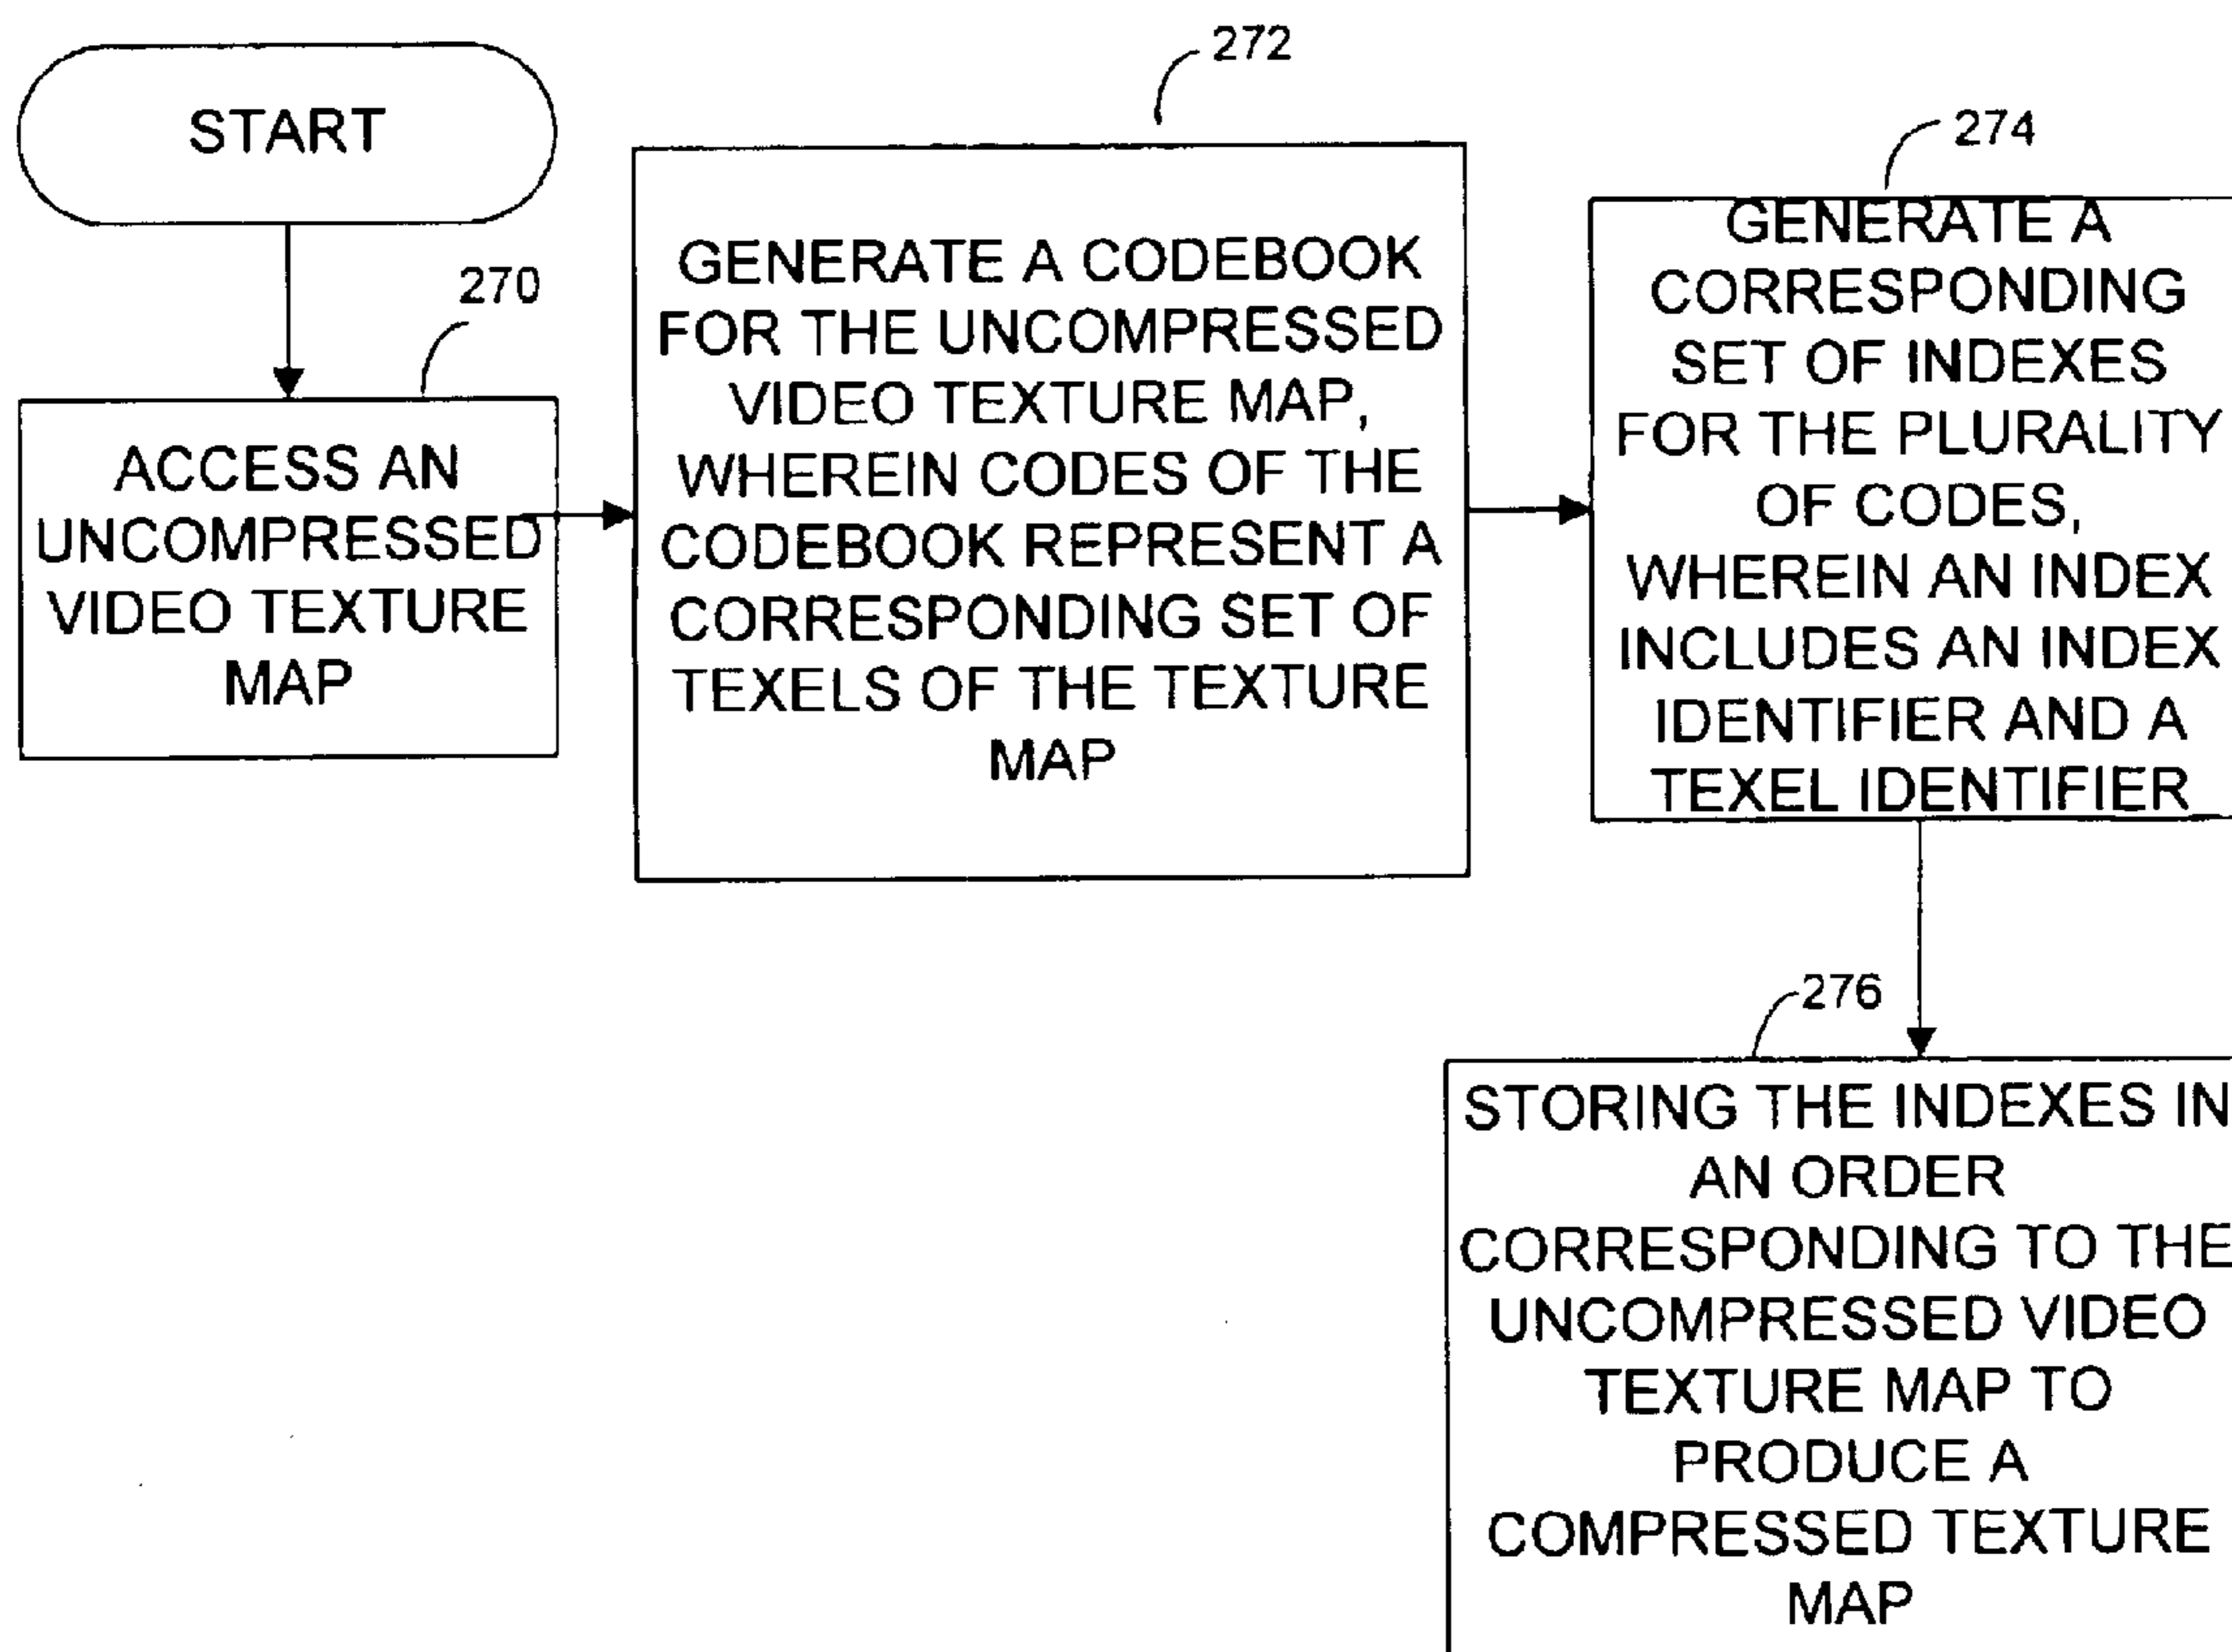 START
270
ACCESS AN
UNCOMPRESSED
VIDEO TEXTURE
MAP
272
GENERATE A CODEBOOK
FOR THE UNCOMPRESSED
VIDEO TEXTURE MAP,
WHEREIN CODES OF THE
CODEBOOK REPRESENT A
CORRESPONDING SET OF
TEXELS OF THE TEXTURE
MAP
274
GENERATE A
CORRESPONDING
SET OF INDEXES
FOR THE PLURALITY
OF CODES,
WHEREIN AN INDEX
INCLUDES AN INDEX
IDENTIFIER AND A
TEXEL IDENTIFIER
276
STORING THE INDEXES IN
AN ORDER
CORRESPONDING TO THE
UNCOMPRESSED VIDEO
TEXTURE MAP TO
PRODUCE A
COMPRESSED TEXTURE
MAP